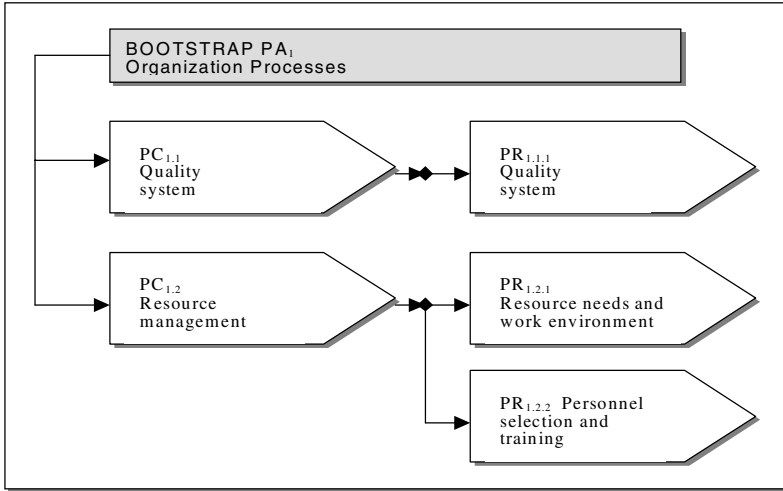 BOOTSTRAP PA₁
Organization Processes
PC₁.₁
Quality
system
PR₁.₁.₁
Quality
system
PC₁.₂
Resource
management
PR₁.₂.₁
Resource needs and
work environment
PR₁.₂.₂ Personnel
selection and
training